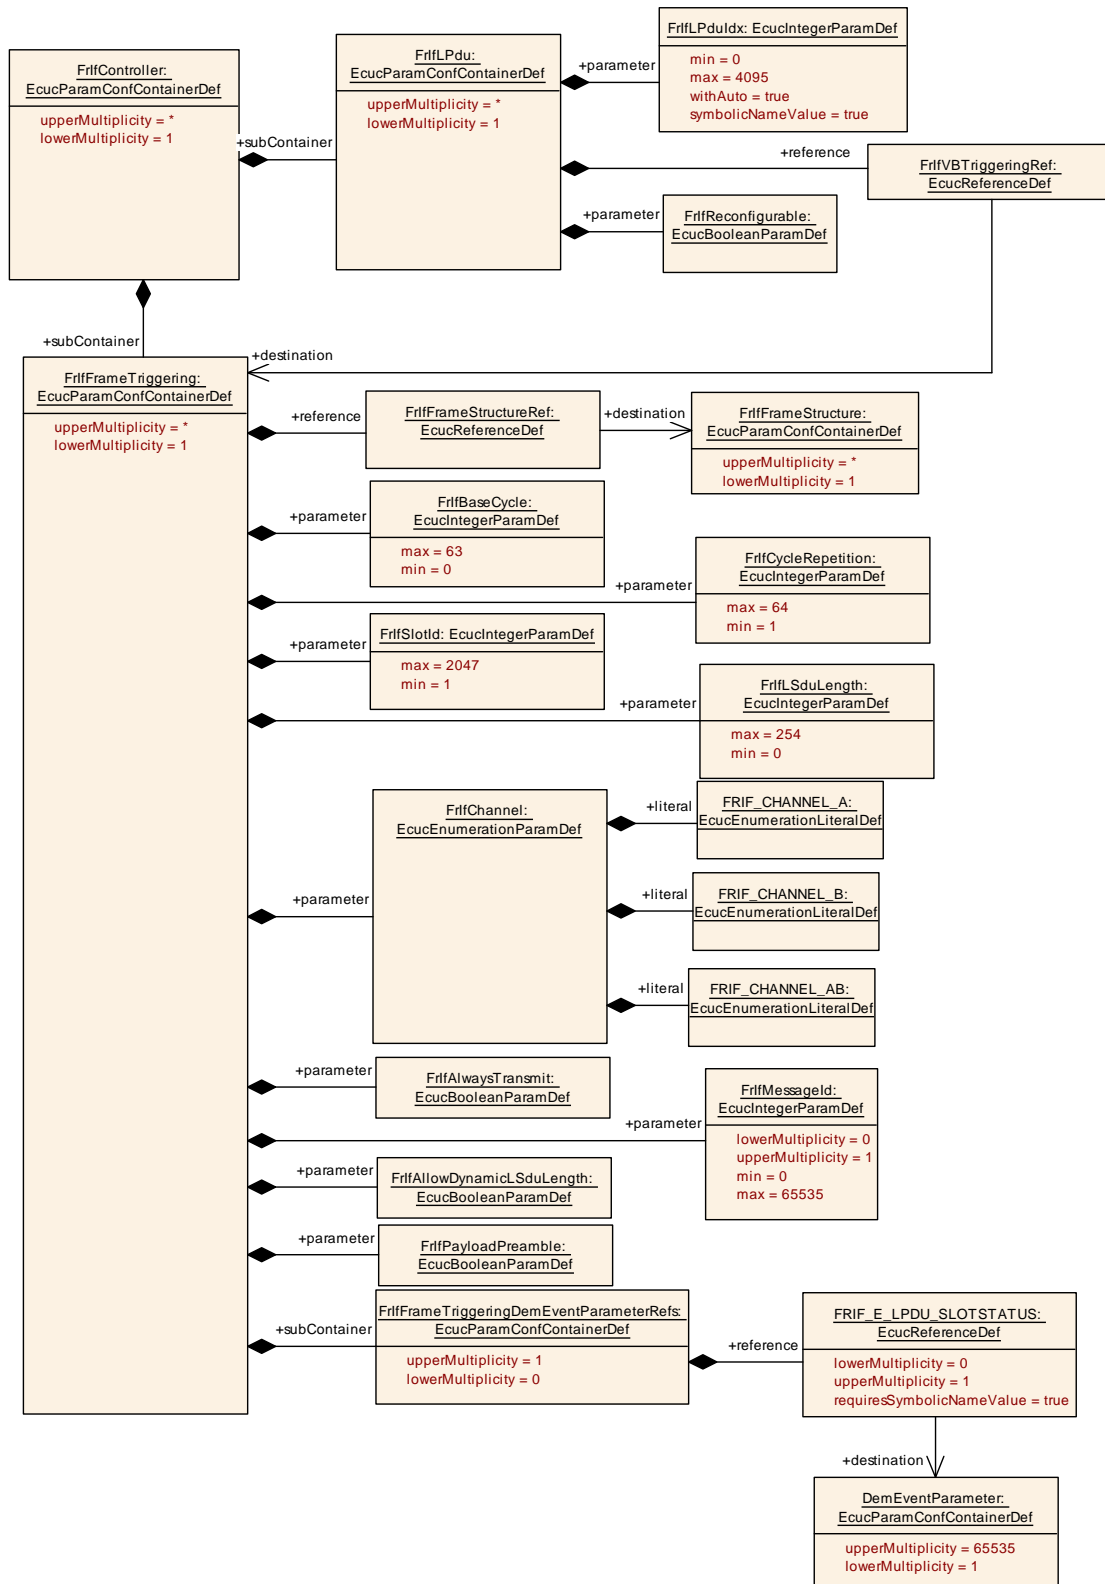 FrIfController:
EcucParamConfContainerDef
upperMultiplicity = *
lowerMultiplicity = 1
+subContainer
FrIfLPdu:
EcucParamConfContainerDef
upperMultiplicity = *
lowerMultiplicity = 1
+parameter
FrIfLPduIdx: EcucIntegerParamDef
min = 0
max = 4095
withAuto = true
symbolicNameValue = true
+reference
FrIfVBTriggeringRef:
EcucReferenceDef
+parameter
FrIfReconfigurable:
EcucBooleanParamDef
+subContainer
+destination
FrIfFrameTriggering:
EcucParamConfContainerDef
upperMultiplicity = *
lowerMultiplicity = 1
+reference
FrIfFrameStructureRef:
EcucReferenceDef
+destination
FrIfFrameStructure:
EcucParamConfContainerDef
upperMultiplicity = *
lowerMultiplicity = 1
+parameter
FrIfBaseCycle:
EcucIntegerParamDef
max = 63
min = 0
+parameter
FrIfCycleRepetition:
EcucIntegerParamDef
max = 64
min = 1
+parameter
FrIfSlotId: EcucIntegerParamDef
max = 2047
min = 1
+parameter
FrIfLSduLength:
EcucIntegerParamDef
max = 254
min = 0
+parameter
FrIfChannel:
EcucEnumerationParamDef
+literal
FRIF_CHANNEL_A:
EcucEnumerationLiteralDef
+literal
FRIF_CHANNEL_B:
EcucEnumerationLiteralDef
+literal
FRIF_CHANNEL_AB:
EcucEnumerationLiteralDef
+parameter
FrIfAlwaysTransmit:
EcucBooleanParamDef
+parameter
FrIfMessageId:
EcucIntegerParamDef
lowerMultiplicity = 0
upperMultiplicity = 1
min = 0
max = 65535
+parameter
FrIfAllowDynamicLSduLength:
EcucBooleanParamDef
+parameter
FrIfPayloadPreamble:
EcucBooleanParamDef
+subContainer
FrIfFrameTriggeringDemEventParameterRefs:
EcucParamConfContainerDef
upperMultiplicity = 1
lowerMultiplicity = 0
+reference
FRIF_E_LPDU_SLOTSTATUS:
EcucReferenceDef
lowerMultiplicity = 0
upperMultiplicity = 1
requiresSymbolicNameValue = true
+destination
DemEventParameter:
EcucParamConfContainerDef
upperMultiplicity = 65535
lowerMultiplicity = 1